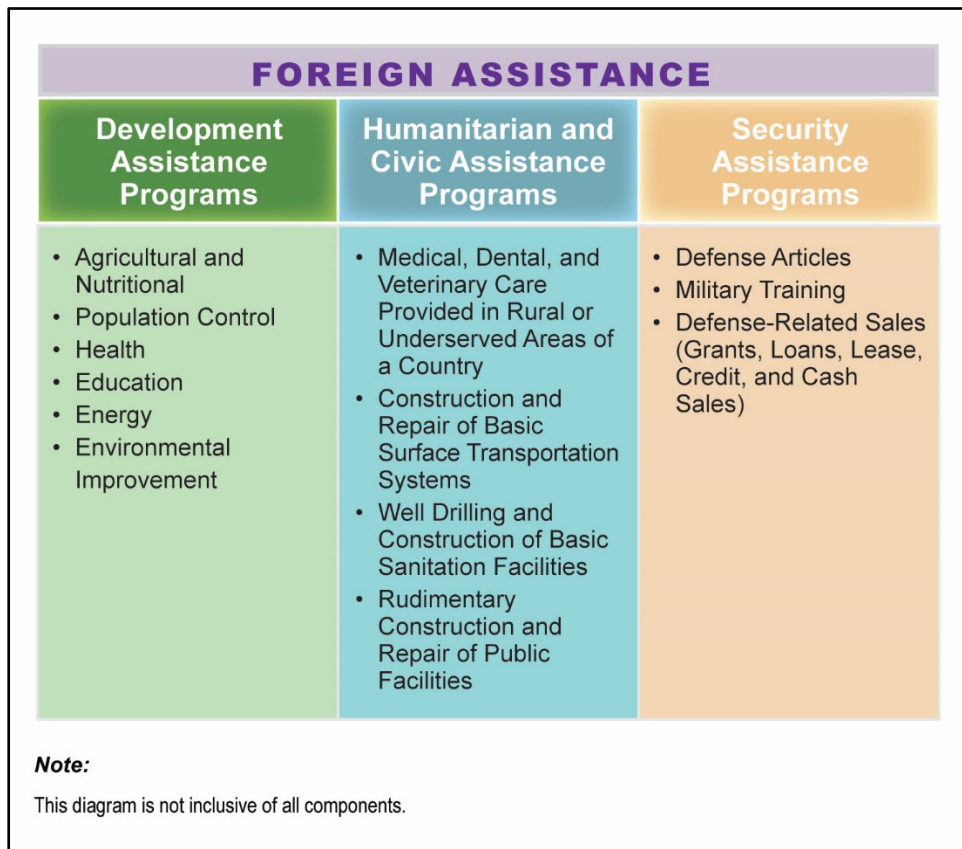 FOREIGN ASSISTANCE
Development
Assistance
Programs
• Agricultural and
Nutritional
• Population Control
• Health
• Education
• Energy
• Environmental
Improvement
Humanitarian and
Civic Assistance
Programs
• Medical, Dental, and
Veterinary Care
Provided in Rural or
Underserved Areas of
a Country
• Construction and
Repair of Basic
Surface Transportation
Systems
• Well Drilling and
Construction of Basic
Sanitation Facilities
• Rudimentary
Construction and
Repair of Public
Facilities
Security
Assistance
Programs
• Defense Articles
• Military Training
• Defense-Related Sales
(Grants, Loans, Lease,
Credit, and Cash
Sales)
Note:
This diagram is not inclusive of all components.